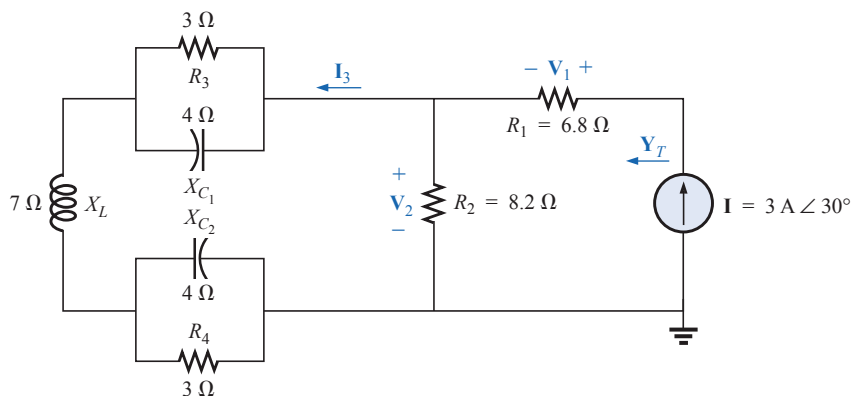 3 Ω
R3
I3
− V1 +
R1 = 6.8 Ω
4 Ω
XC1
YT
7 Ω
XL
+
V2
−
R2 = 8.2 Ω
I = 3 A ∠ 30°
XC2
4 Ω
R4
3 Ω